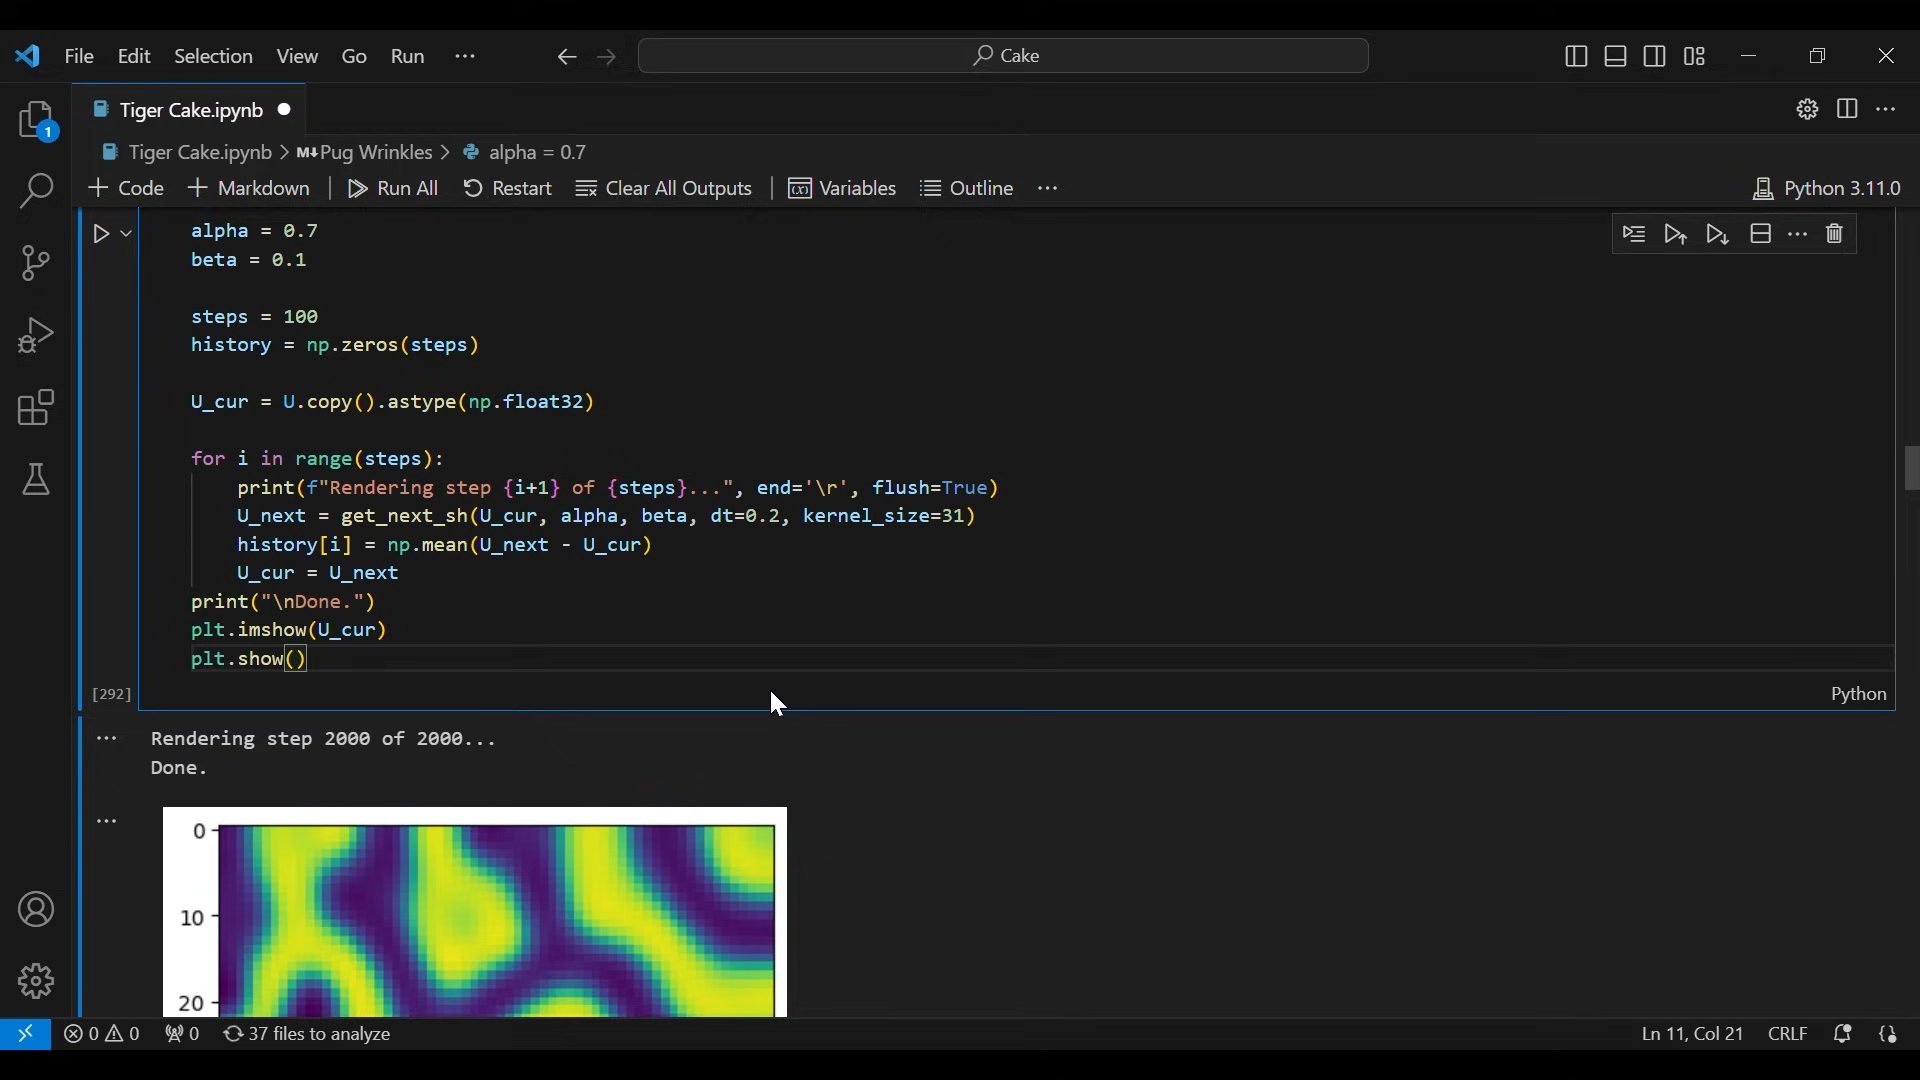 File Edit Selection View Go Run ··· Cake
Tiger Cake.ipynb
Tiger Cake.ipynb > M↓Pug Wrinkles > alpha = 0.7
+ Code + Markdown Run All Restart Clear All Outputs Variables Outline ··· Python 3.11.0
1
alpha = 0.7
beta = 0.1
steps = 100
history = np.zeros(steps)
U_cur = U.copy().astype(np.float32)
for i in range(steps):
    print(f"Rendering step {i+1} of {steps}...", end='\r', flush=True)
    U_next = get_next_sh(U_cur, alpha, beta, dt=0.2, kernel_size=31)
    history[i] = np.mean(U_next - U_cur)
    U_cur = U_next
print("\nDone.")
plt.imshow(U_cur)
plt.show()
[292] Python
Rendering step 2000 of 2000...
Done.
0
10
20
0 0 0 37 files to analyze Ln 11, Col 21 CRLF